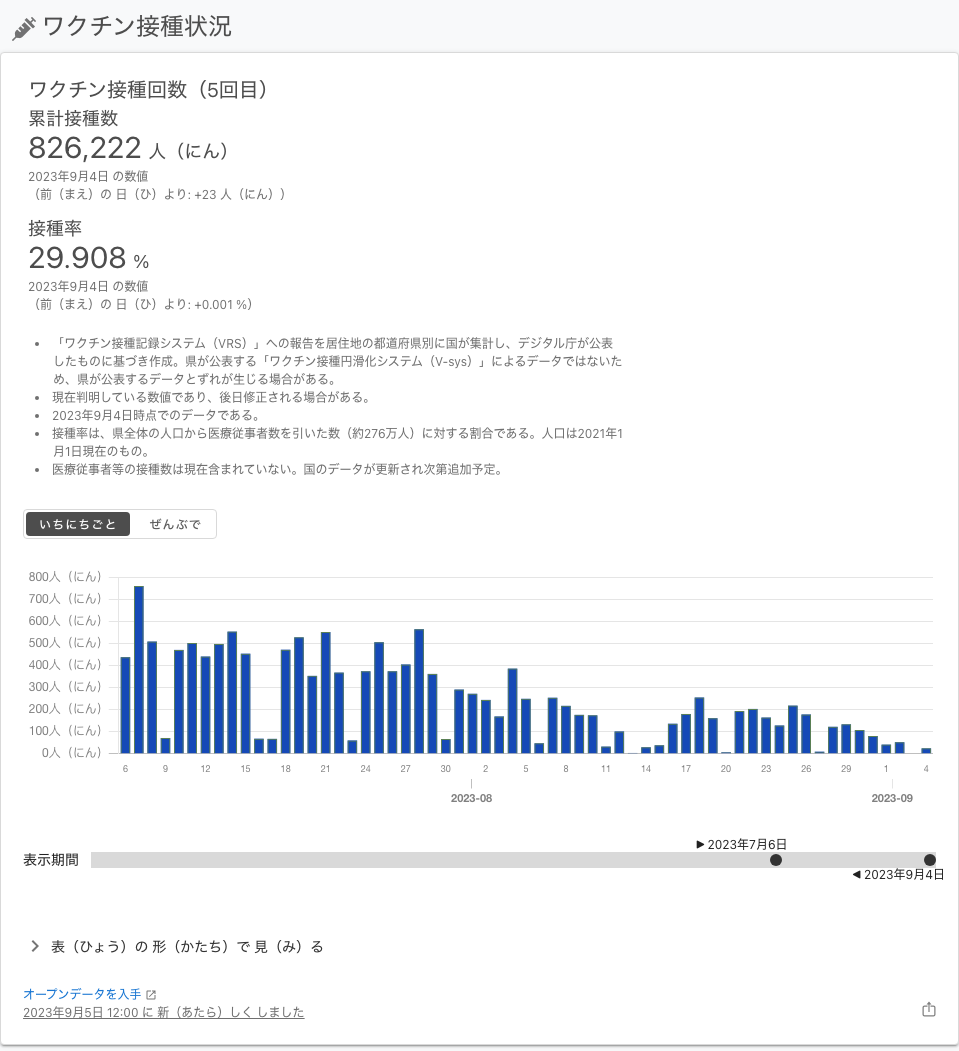 ワクチン接種状況
ワクチン接種回数（5回目）
累計接種数
826,222 人（にん）
2023年9月4日 の数値
（前（まえ）の 日（ひ）より: +23 人（にん））
接種率
29.908 %
2023年9月4日 の数値
（前（まえ）の 日（ひ）より: +0.001 %）
• 「ワクチン接種記録システム（VRS）」への報告を居住地の都道府県別に国が集計し、デジタル庁が公表
したものに基づき作成。県が公表する「ワクチン接種円滑化システム（V-sys）」によるデータではないた
め、県が公表するデータとずれが生じる場合がある。
• 現在判明している数値であり、後日修正される場合がある。
• 2023年9月4日時点でのデータである。
• 接種率は、県全体の人口から医療従事者数を引いた数（約276万人）に対する割合である。人口は2021年1
月1日現在のもの。
• 医療従事者等の接種数は現在含まれていない。国のデータが更新され次第追加予定。
いちにちごと ぜんぶで
800人（にん）
700人（にん）
600人（にん）
500人（にん）
400人（にん）
300人（にん）
200人（にん）
100人（にん）
0人（にん）
6 9 12 15 18 21 24 27 30 2 5 8 11 14 17 20 23 26 29 1 4
2023-08 2023-09
▶ 2023年7月6日
表示期間
◀ 2023年9月4日
表（ひょう）の 形（かたち）で 見（み）る
オープンデータを入手
2023年9月5日 12:00 に 新（あたら）しく しました